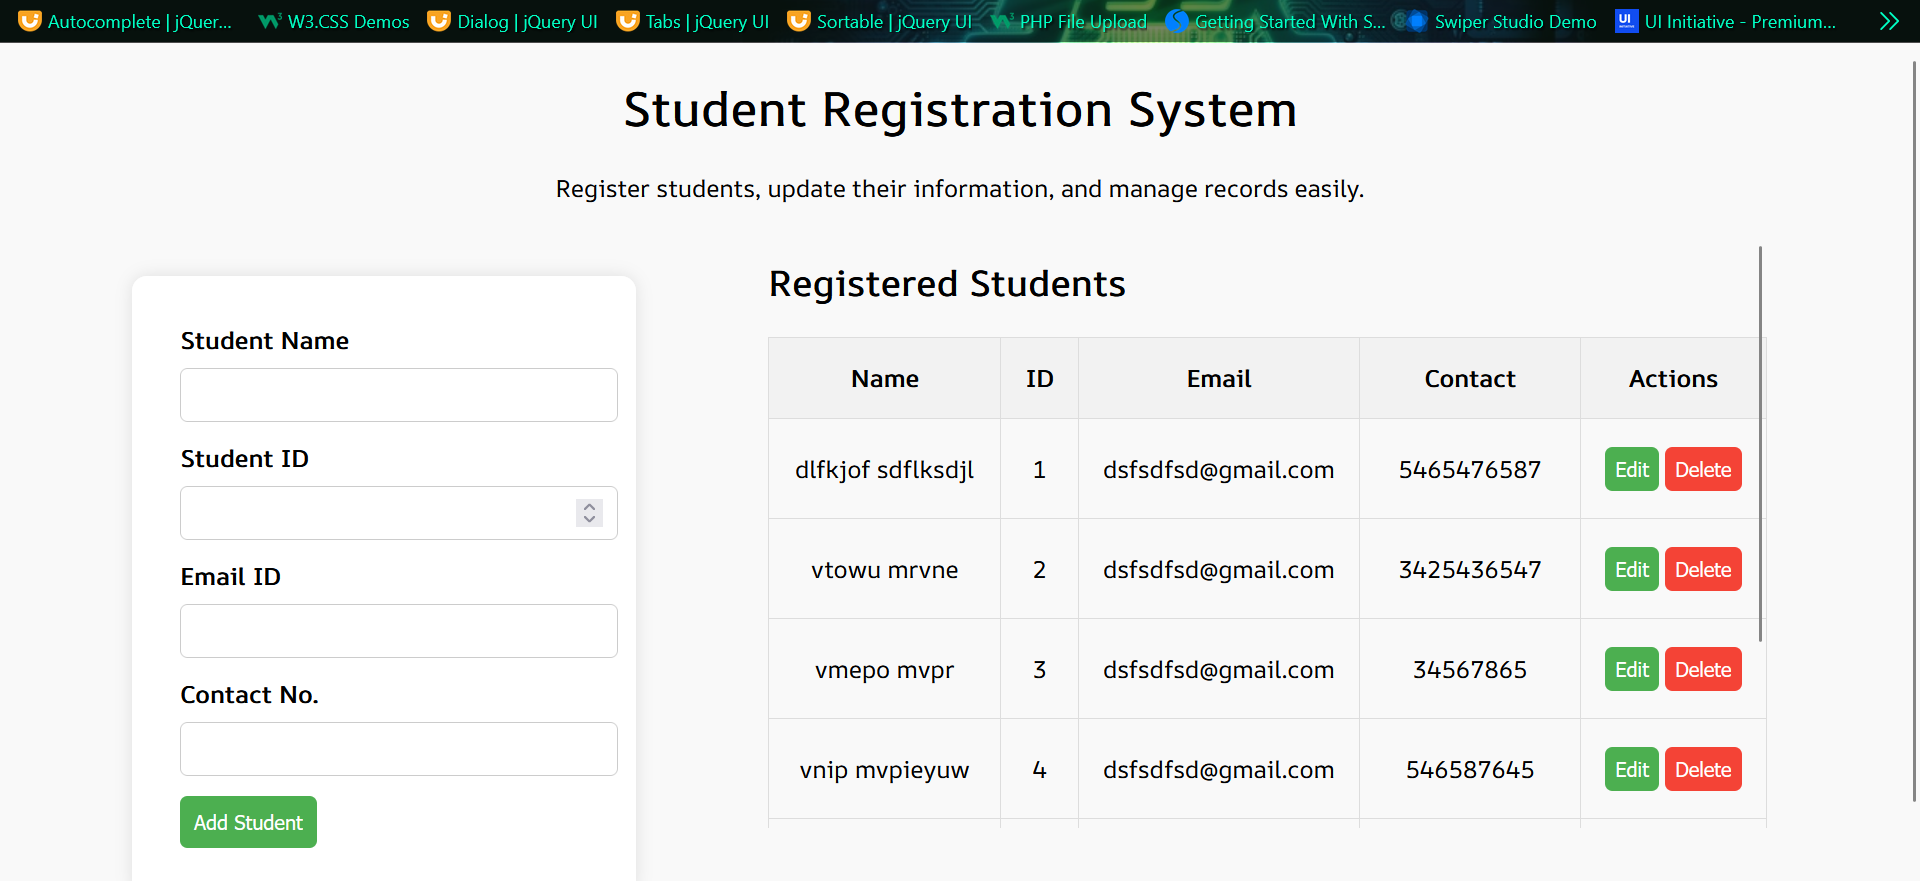 Autocomplete | jQuer... W3.CSS Demos Dialog | jQuery UI Tabs | jQuery UI Sortable | jQuery UI PHP File Upload Getting Started With S... Swiper Studio Demo UI Initiative - Premium...
Student Registration System
Register students, update their information, and manage records easily.
Student Name
Student ID
Email ID
Contact No.
Add Student
Registered Students
Name ID Email Contact Actions
dlfkjof sdflksdjl 1 dsfsdfsd@gmail.com 5465476587 Edit Delete
vtowu mrvne 2 dsfsdfsd@gmail.com 3425436547 Edit Delete
vmepo mvpr 3 dsfsdfsd@gmail.com 34567865 Edit Delete
vnip mvpieyuw 4 dsfsdfsd@gmail.com 546587645 Edit Delete